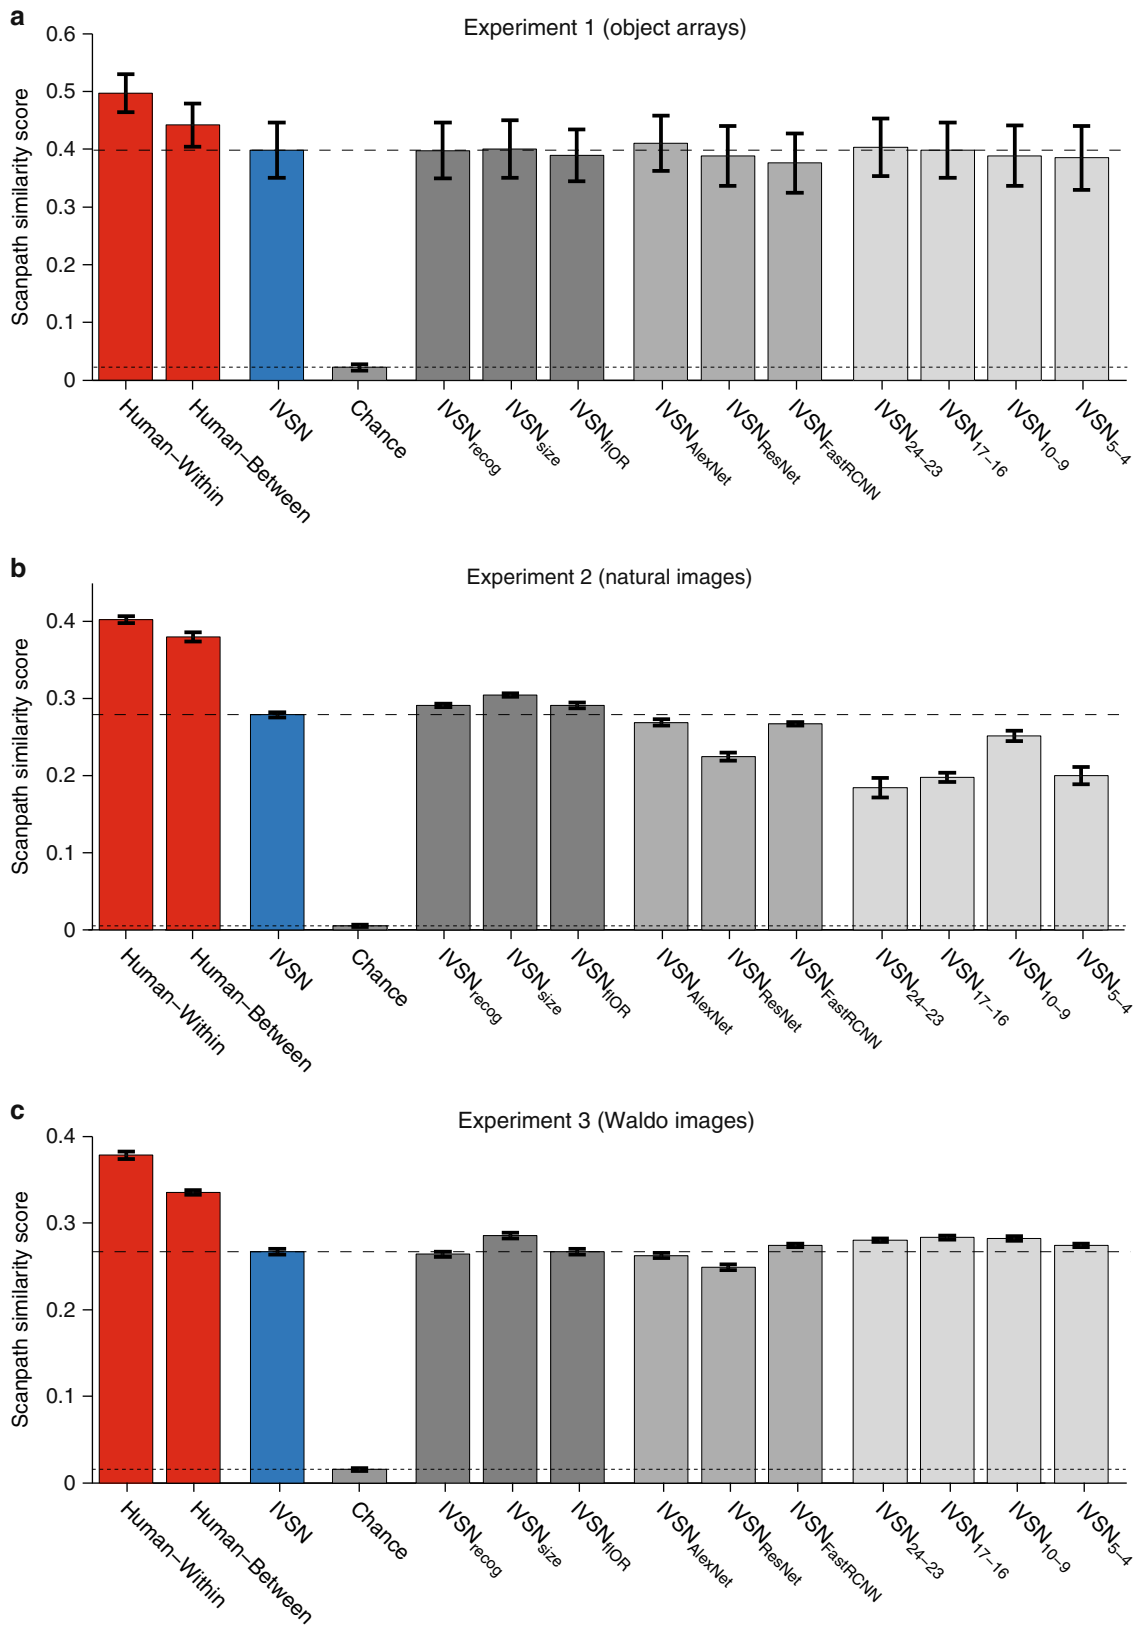 a
Experiment 1 (object arrays)
Scanpath similarity score
0.6
0.5
0.4
0.3
0.2
0.1
0
Human–Within
Human–Between
IVSN
Chance
IVSNrecog
IVSNsize
IVSNfIOR
IVSNAlexNet
IVSNResNet
IVSNFastRCNN
IVSN24–23
IVSN17–16
IVSN10–9
IVSN5–4
b
Experiment 2 (natural images)
Scanpath similarity score
0.4
0.3
0.2
0.1
0
Human–Within
Human–Between
IVSN
Chance
IVSNrecog
IVSNsize
IVSNfIOR
IVSNAlexNet
IVSNResNet
IVSNFastRCNN
IVSN24–23
IVSN17–16
IVSN10–9
IVSN5–4
c
Experiment 3 (Waldo images)
Scanpath similarity score
0.4
0.3
0.2
0.1
0
Human–Within
Human–Between
IVSN
Chance
IVSNrecog
IVSNsize
IVSNfIOR
IVSNAlexNet
IVSNResNet
IVSNFastRCNN
IVSN24–23
IVSN17–16
IVSN10–9
IVSN5–4